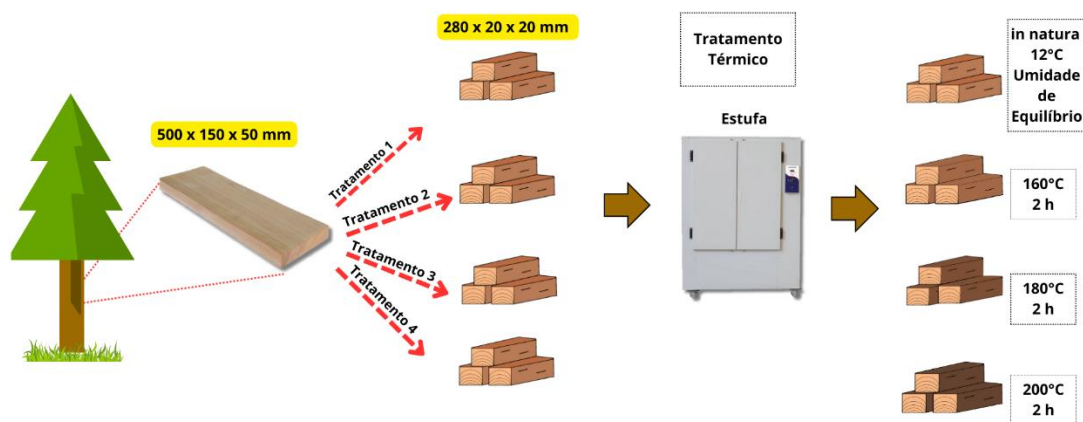 500 x 150 x 50 mm
280 x 20 x 20 mm
Tratamento 1
Tratamento 2
Tratamento 3
Tratamento 4
Tratamento
Térmico
Estufa
in natura
12°C
Umidade
de
Equilíbrio
160°C
2 h
180°C
2 h
200°C
2 h